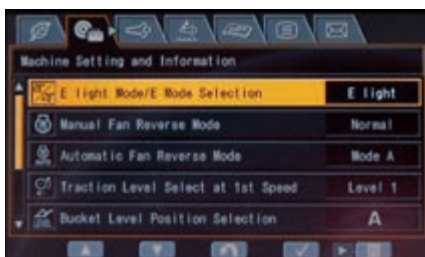 Machine Setting and Information
E light Mode/E Mode Selection E light
Manual Fan Reverse Mode Normal
Automatic Fan Reverse Mode Mode A
Traction Level Select at 1st Speed Level 1
Bucket Level Position Selection A